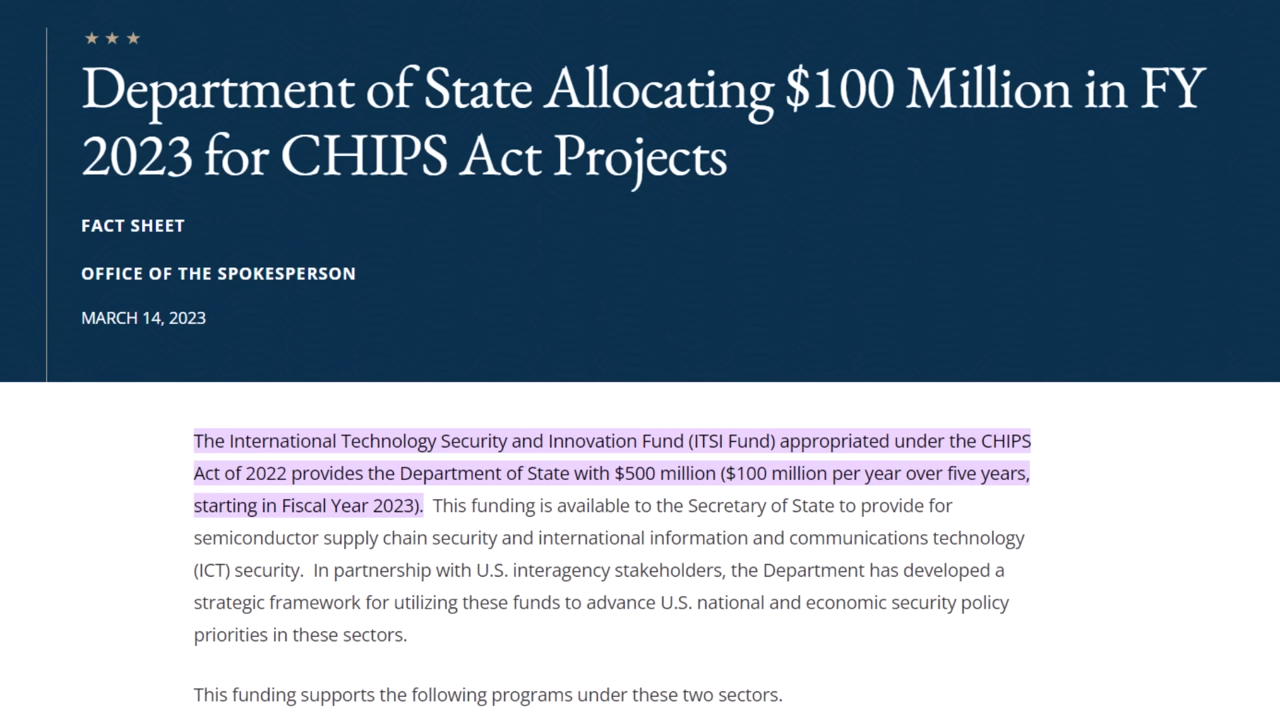 Department of State Allocating $100 Million in FY
2023 for CHIPS Act Projects
FACT SHEET
OFFICE OF THE SPOKESPERSON
MARCH 14, 2023
The International Technology Security and Innovation Fund (ITSI Fund) appropriated under the CHIPS
Act of 2022 provides the Department of State with $500 million ($100 million per year over five years,
starting in Fiscal Year 2023).  This funding is available to the Secretary of State to provide for
semiconductor supply chain security and international information and communications technology
(ICT) security.  In partnership with U.S. interagency stakeholders, the Department has developed a
strategic framework for utilizing these funds to advance U.S. national and economic security policy
priorities in these sectors.
This funding supports the following programs under these two sectors.